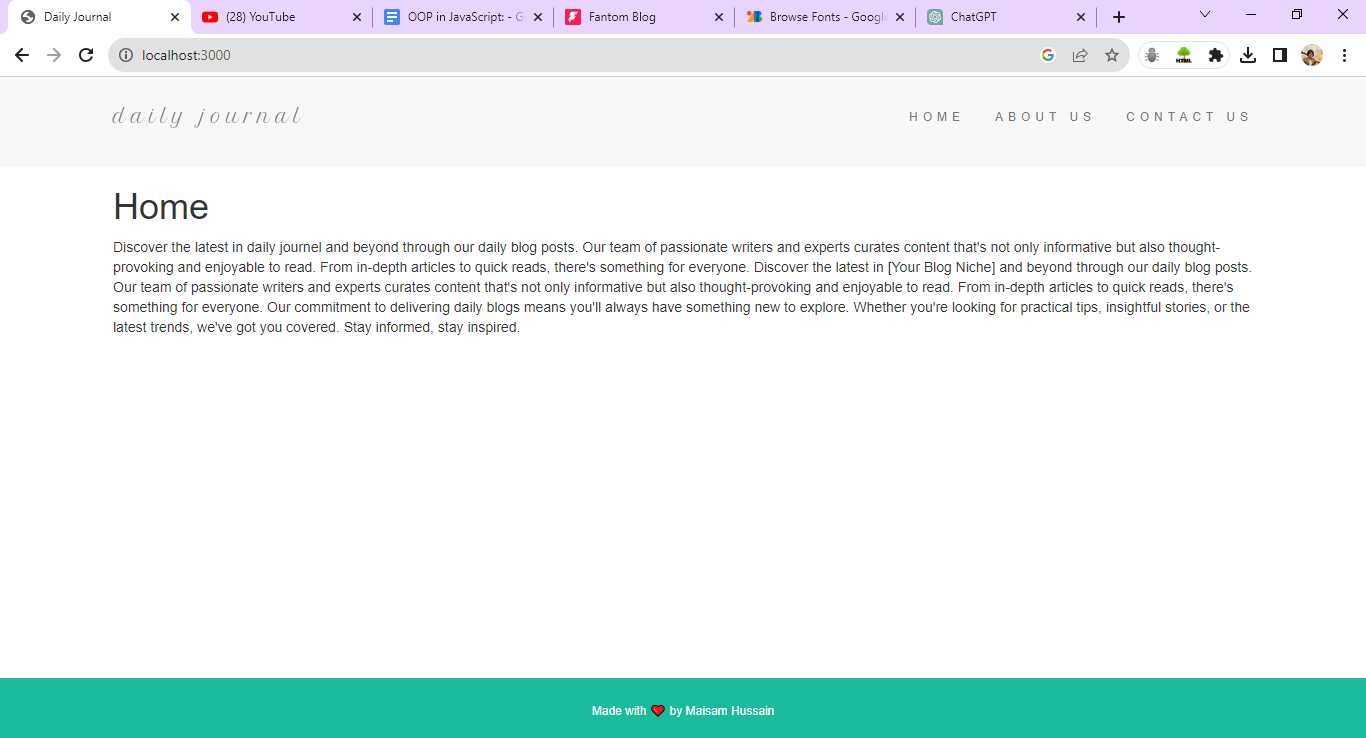 Daily Journal
(28) YouTube
OOP in JavaScript: - G
Fantom Blog
Browse Fonts - Google
ChatGPT
localhost:3000
daily journal
HOME ABOUT US CONTACT US
Home
Discover the latest in daily journel and beyond through our daily blog posts. Our team of passionate writers and experts curates content that's not only informative but also thought-
provoking and enjoyable to read. From in-depth articles to quick reads, there's something for everyone. Discover the latest in [Your Blog Niche] and beyond through our daily blog posts.
Our team of passionate writers and experts curates content that's not only informative but also thought-provoking and enjoyable to read. From in-depth articles to quick reads, there's
something for everyone. Our commitment to delivering daily blogs means you'll always have something new to explore. Whether you're looking for practical tips, insightful stories, or the
latest trends, we've got you covered. Stay informed, stay inspired.
Made with ❤ by Maisam Hussain